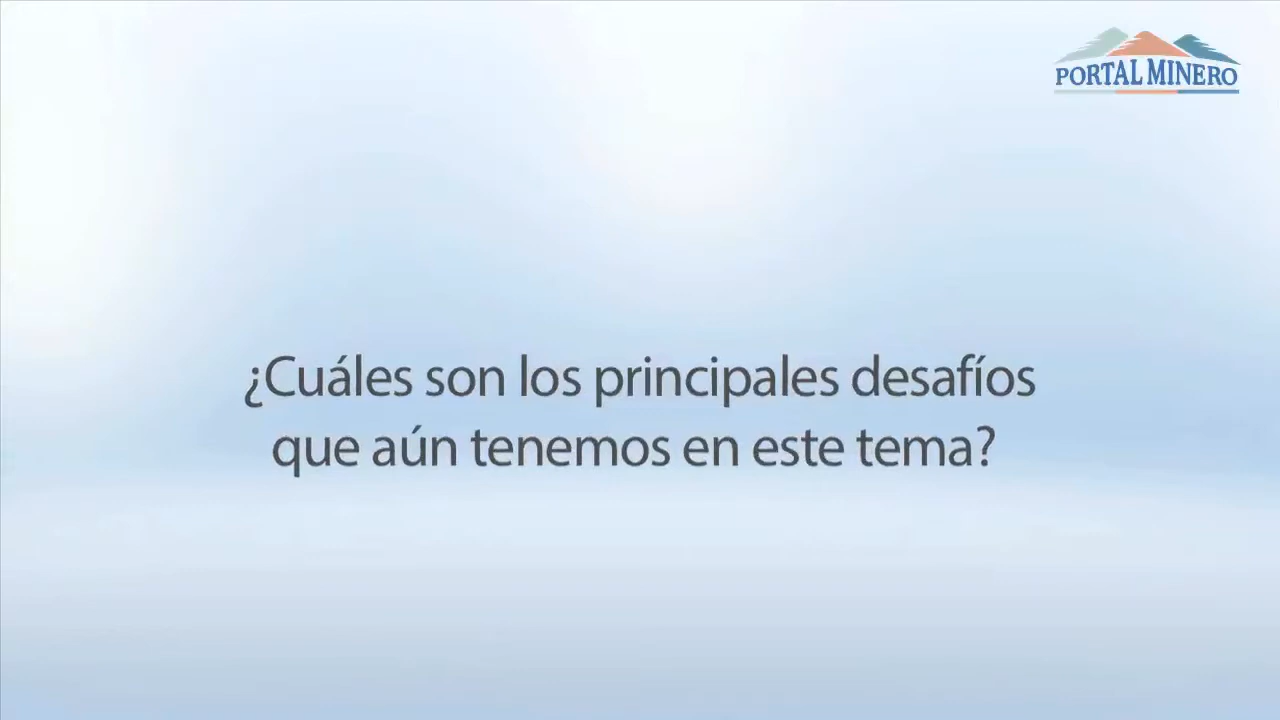 PORTAL MINERO
¿Cuáles son los principales desafíos
que aún tenemos en este tema?